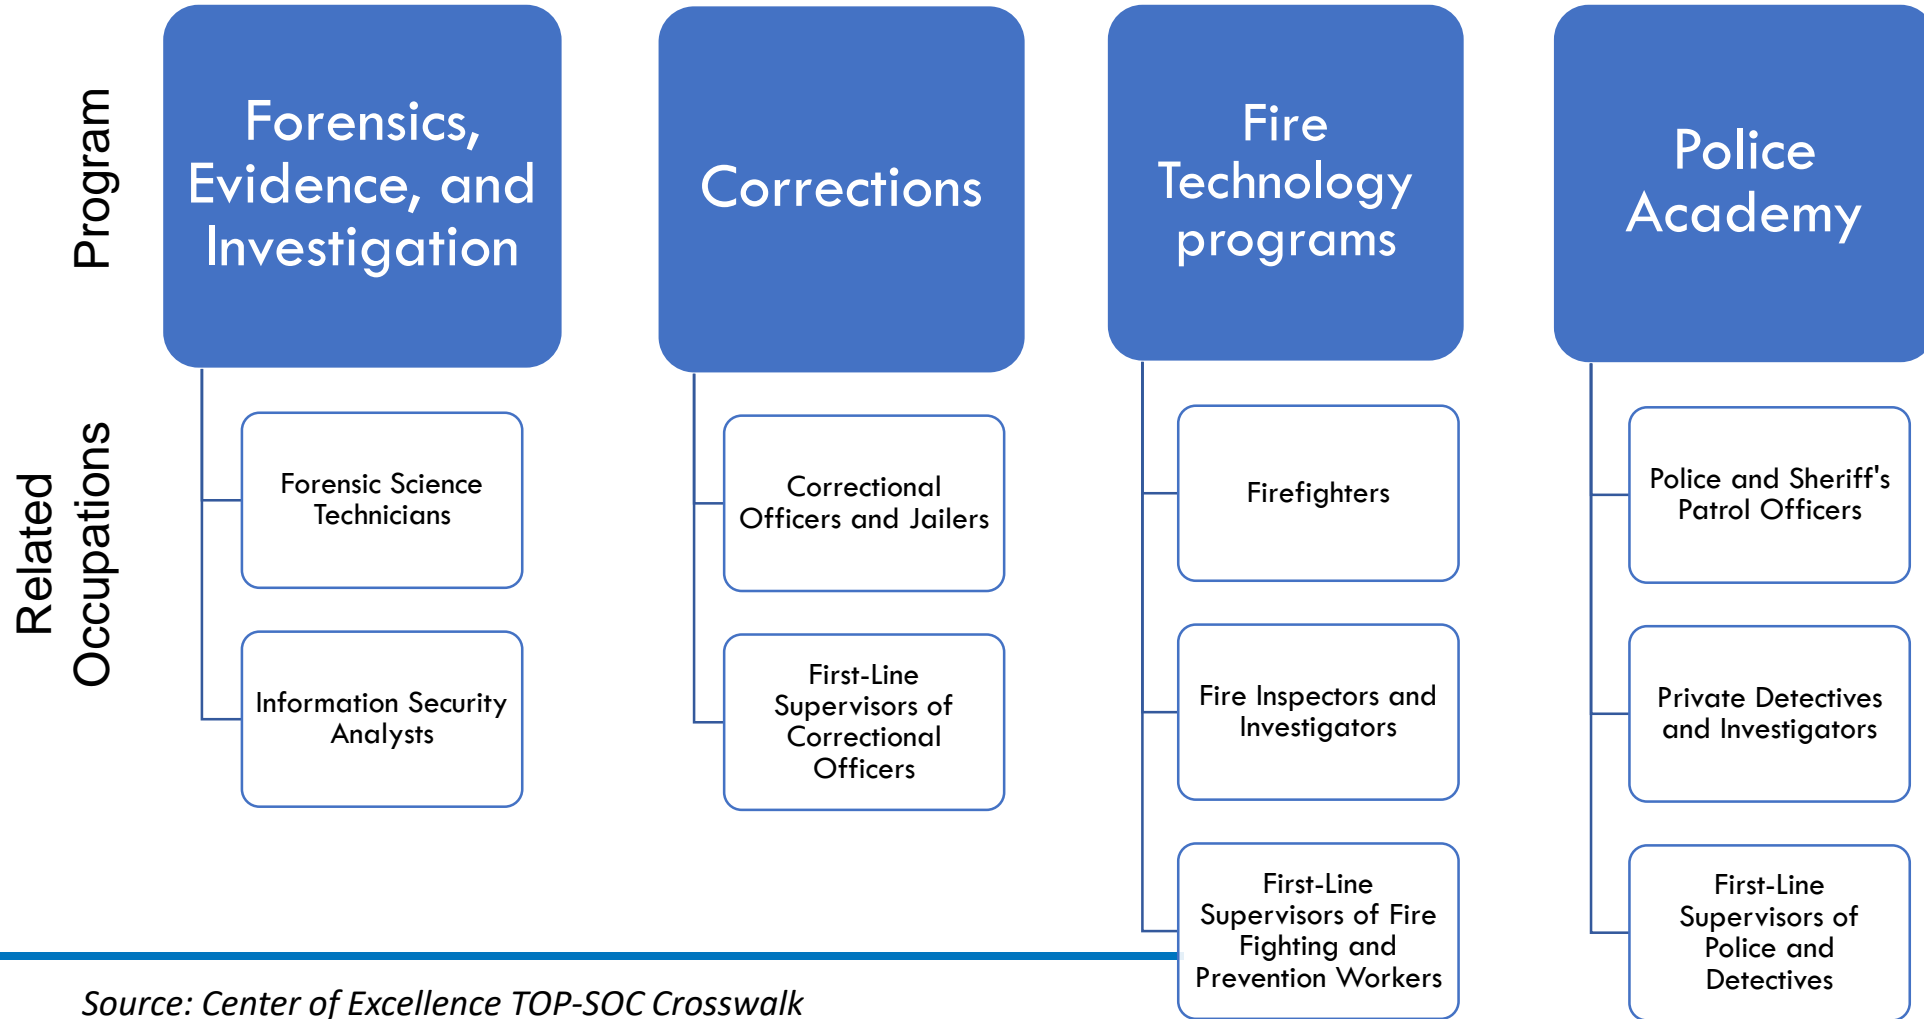 Program
Forensics,
Evidence, and
Investigation
Corrections
Fire
Technology
programs
Police
Academy
Related
Occupations
Forensic Science
Technicians
Information Security
Analysts
Correctional
Officers and Jailers
First-Line
Supervisors of
Correctional
Officers
Firefighters
Fire Inspectors and
Investigators
First-Line
Supervisors of Fire
Fighting and
Prevention Workers
Police and Sheriff's
Patrol Officers
Private Detectives
and Investigators
First-Line
Supervisors of
Police and
Detectives
Source: Center of Excellence TOP-SOC Crosswalk